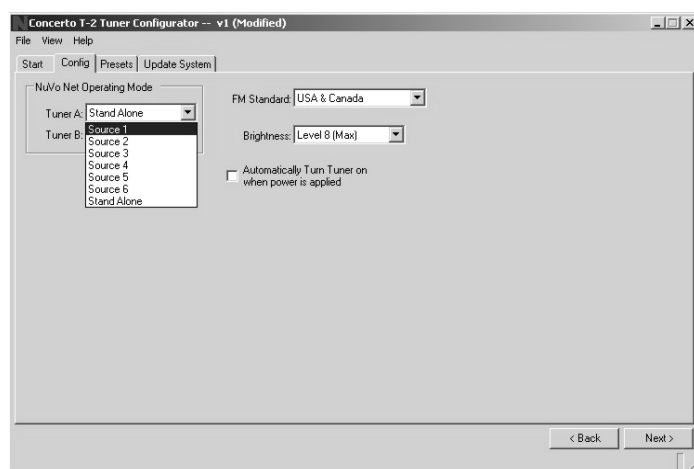 Concerto T-2 Tuner Configurator -- v1 (Modified)
File View Help
Start Config Presets Update System
NuVo Net Operating Mode
Tuner A: Stand Alone
FM Standard: USA & Canada
Tuner B:
Source 1
Source 2
Source 3
Source 4
Source 5
Source 6
Stand Alone
Brightness: Level 8 (Max)
Automatically Turn Tuner on
when power is applied
< Back Next >